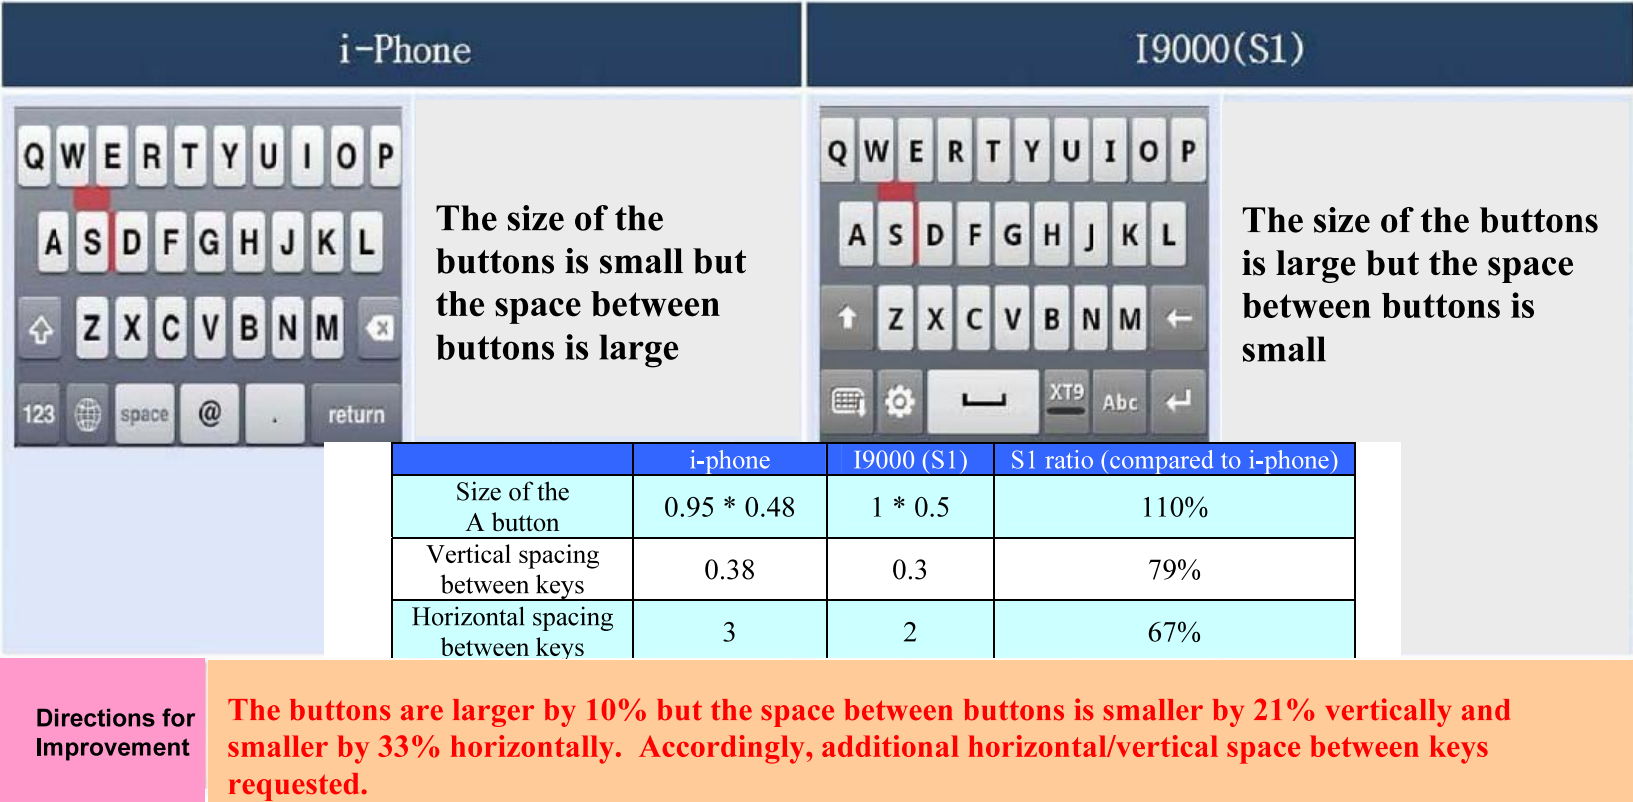 i-Phone
I9000(S1)
Q W E R T Y U I O P
A S D F G H J K L
Z X C V B N M
123 space @ . return
The size of the
buttons is small but
the space between
buttons is large
Q W E R T Y U I O P
A S D F G H J K L
Z X C V B N M
XT9 Abc
The size of the buttons
is large but the space
between buttons is
small
i-phone I9000 (S1) S1 ratio (compared to i-phone)
Size of the
A button
0.95 * 0.48 1 * 0.5 110%
Vertical spacing
between keys
0.38 0.3 79%
Horizontal spacing
between keys
3 2 67%
Directions for
Improvement
The buttons are larger by 10% but the space between buttons is smaller by 21% vertically and
smaller by 33% horizontally.  Accordingly, additional horizontal/vertical space between keys
requested.